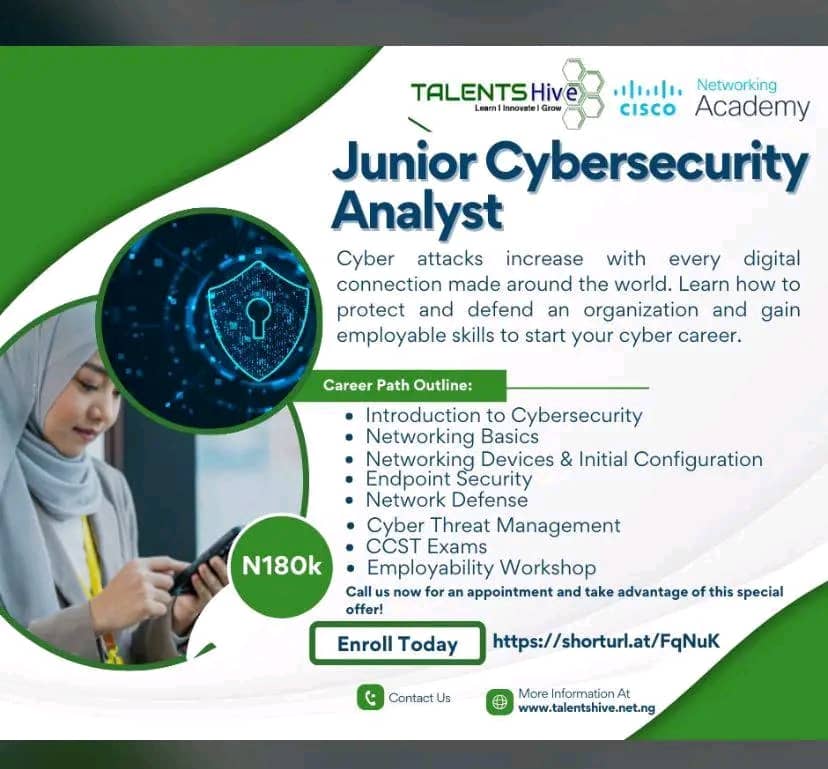 TALENTS Hive
Learn I Innovate I Grow
CISCO
Networking
Academy
Junior Cybersecurity
Analyst
Cyber attacks increase with every digital
connection made around the world. Learn how to
protect and defend an organization and gain
employable skills to start your cyber career.
Career Path Outline:
• Introduction to Cybersecurity
• Networking Basics
• Networking Devices & Initial Configuration
• Endpoint Security
• Network Defense
• Cyber Threat Management
• CCST Exams
• Employability Workshop
N180k
Call us now for an appointment and take advantage of this special
offer!
Enroll Today
https://shorturl.at/FqNuK
Contact Us
More Information At
www.talentshive.net.ng